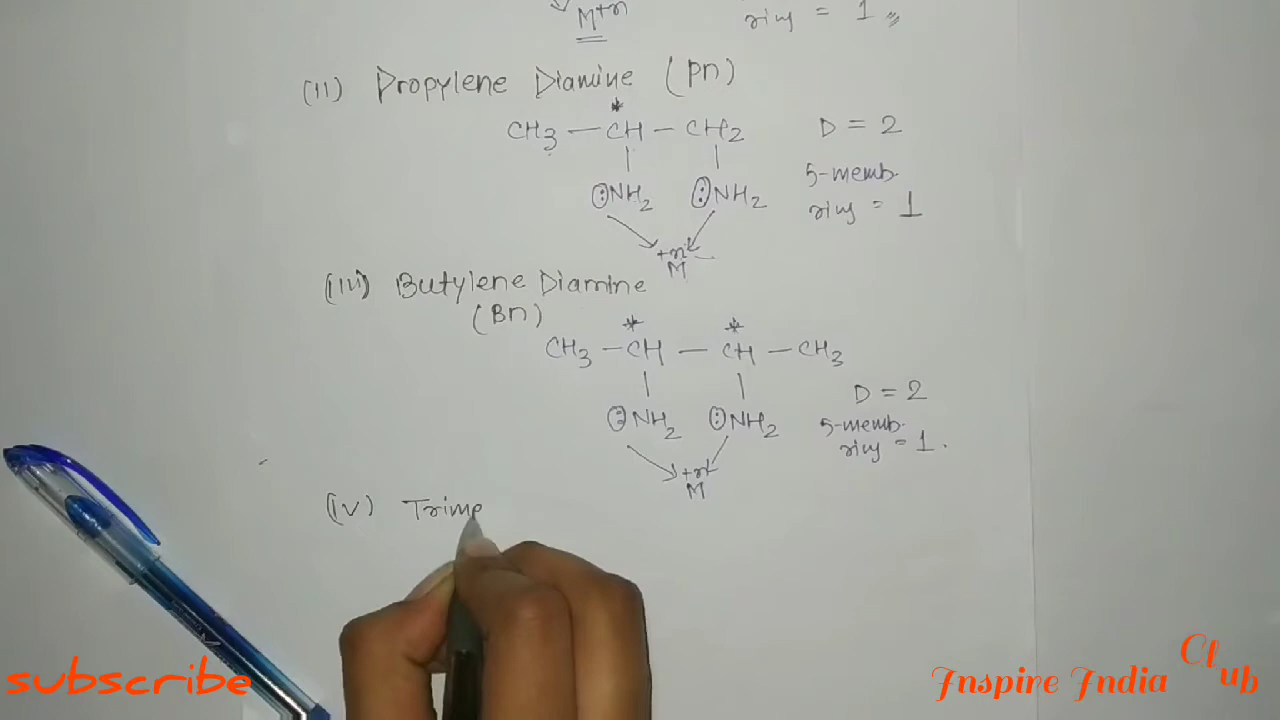 M+n
ring = 1
(II) Propylene Diamine (Pn)
*
CH3 — CH — CH2
D = 2
NH2 NH2
5-memb.
ring = 1
+n
M
(III) Butylene Diamine
(Bn)
* *
CH3 — CH — CH — CH3
D = 2
NH2 NH2
5-memb.
ring = 1.
+n
M
(IV) Trime
subscribe
Inspire India Club